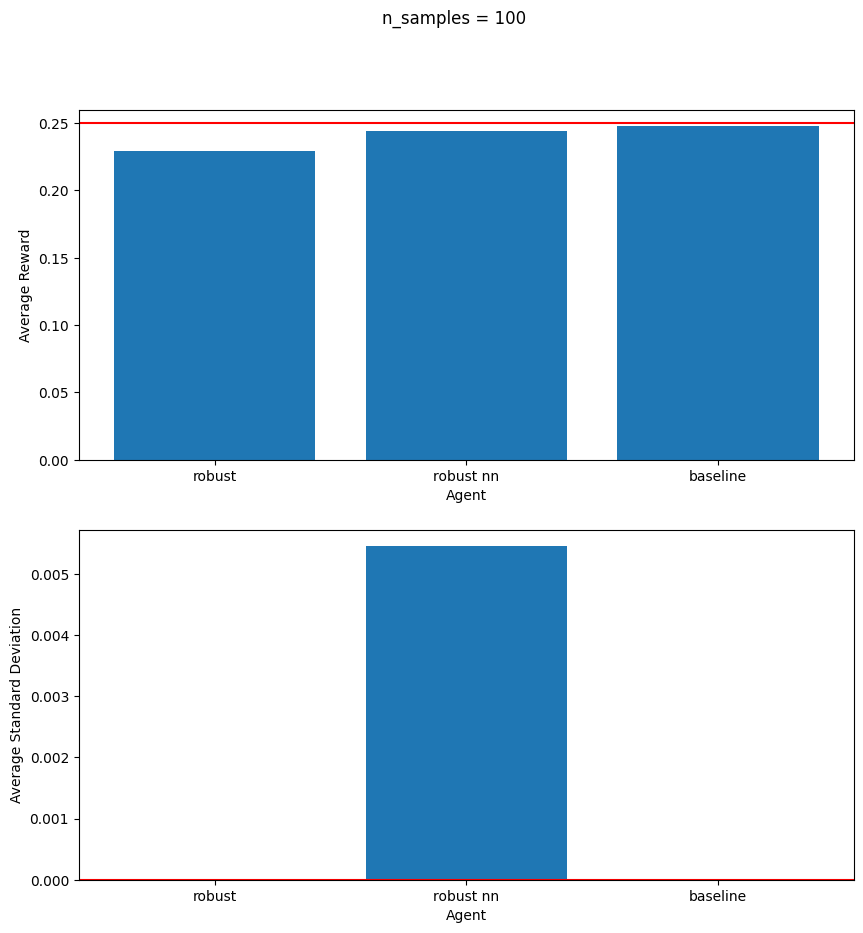 n_samples = 100
0.25
0.20
0.15
0.10
0.05
0.00
Average Reward
robust robust nn baseline
Agent
0.005
0.004
0.003
0.002
0.001
0.000
Average Standard Deviation
robust robust nn baseline
Agent